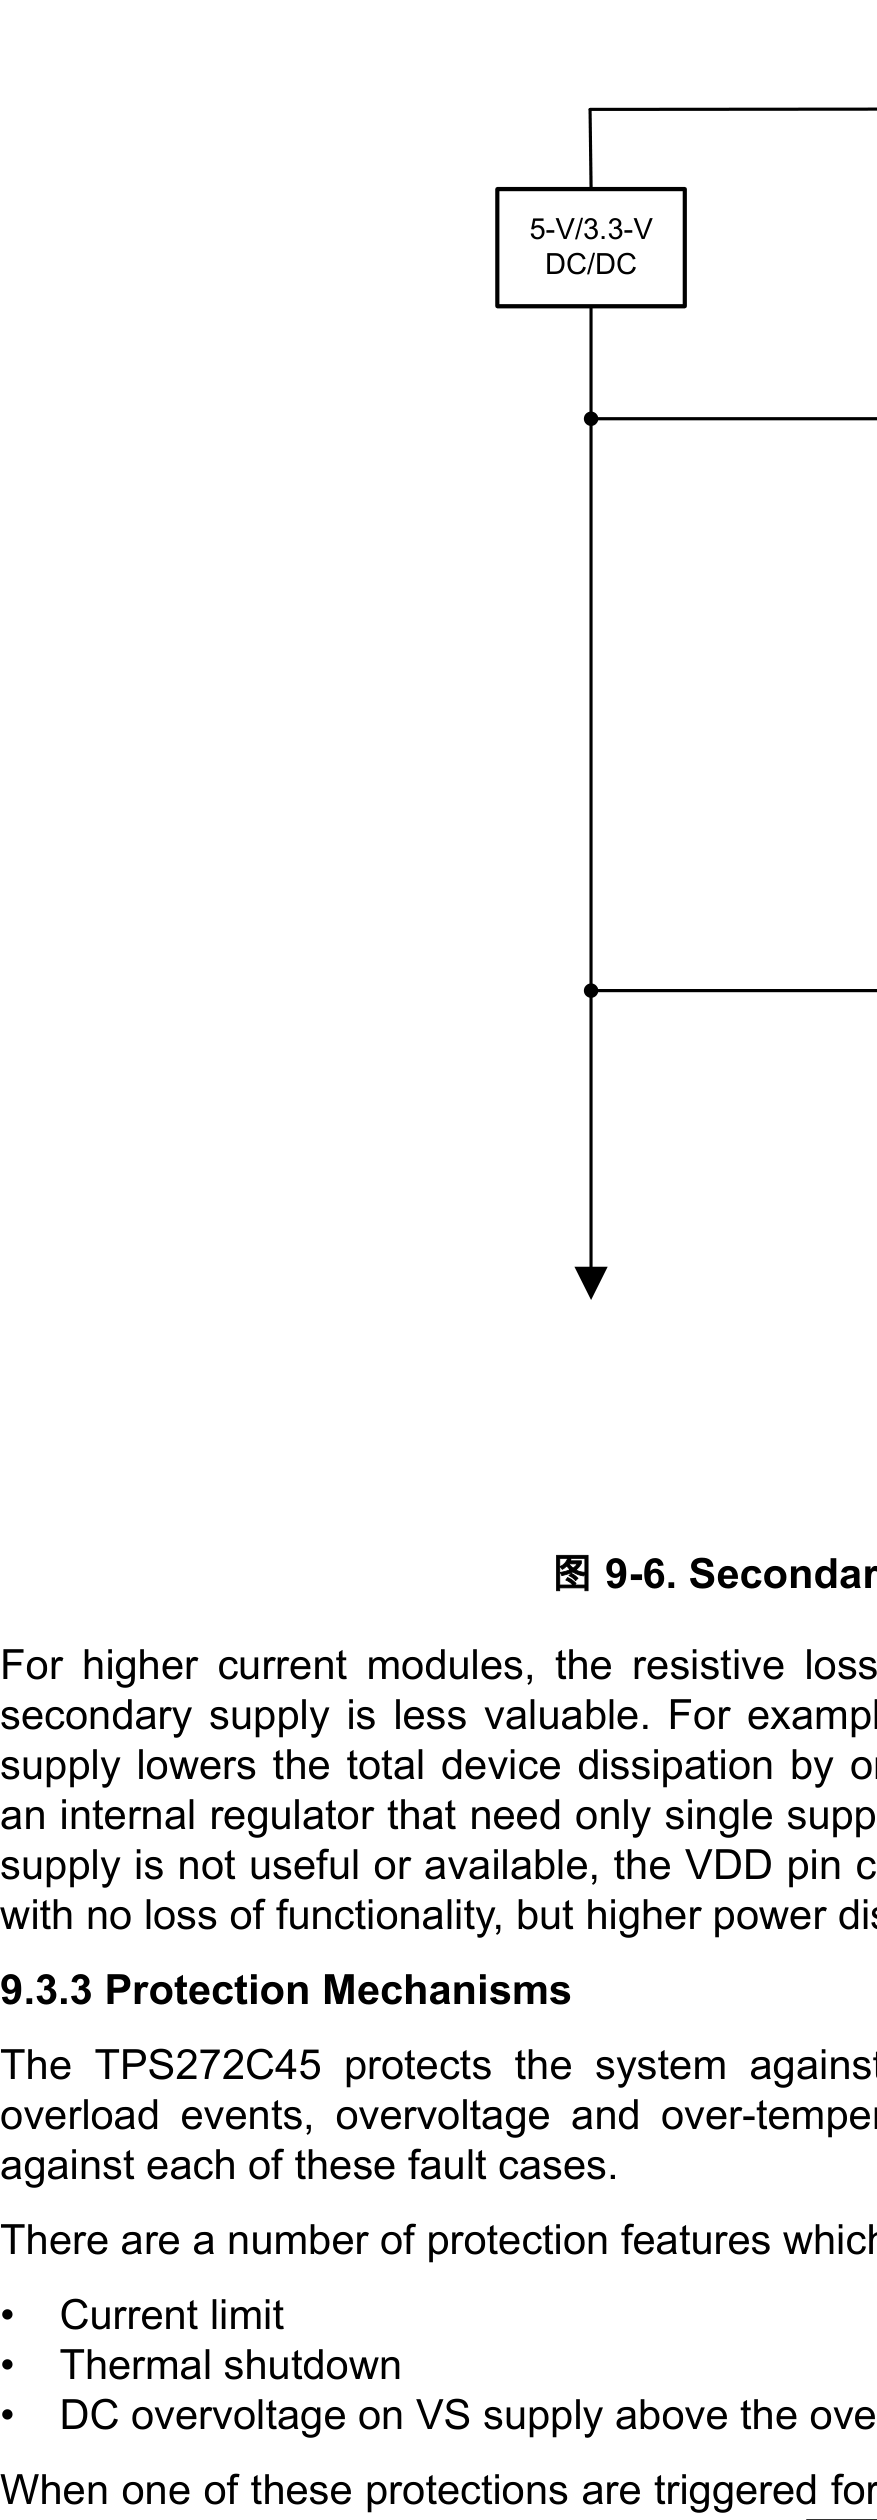 5-V/3.3-V
DC/DC
图 9-6. Secondar
For higher current modules, the resistive loss
secondary supply is less valuable. For exampl
supply lowers the total device dissipation by or
an internal regulator that need only single supp
supply is not useful or available, the VDD pin c
with no loss of functionality, but higher power dis
9.3.3 Protection Mechanisms
The TPS272C45 protects the system against
overload events, overvoltage and over-temper
against each of these fault cases.
There are a number of protection features which
• Current limit
• Thermal shutdown
• DC overvoltage on VS supply above the ove
When one of these protections are triggered for